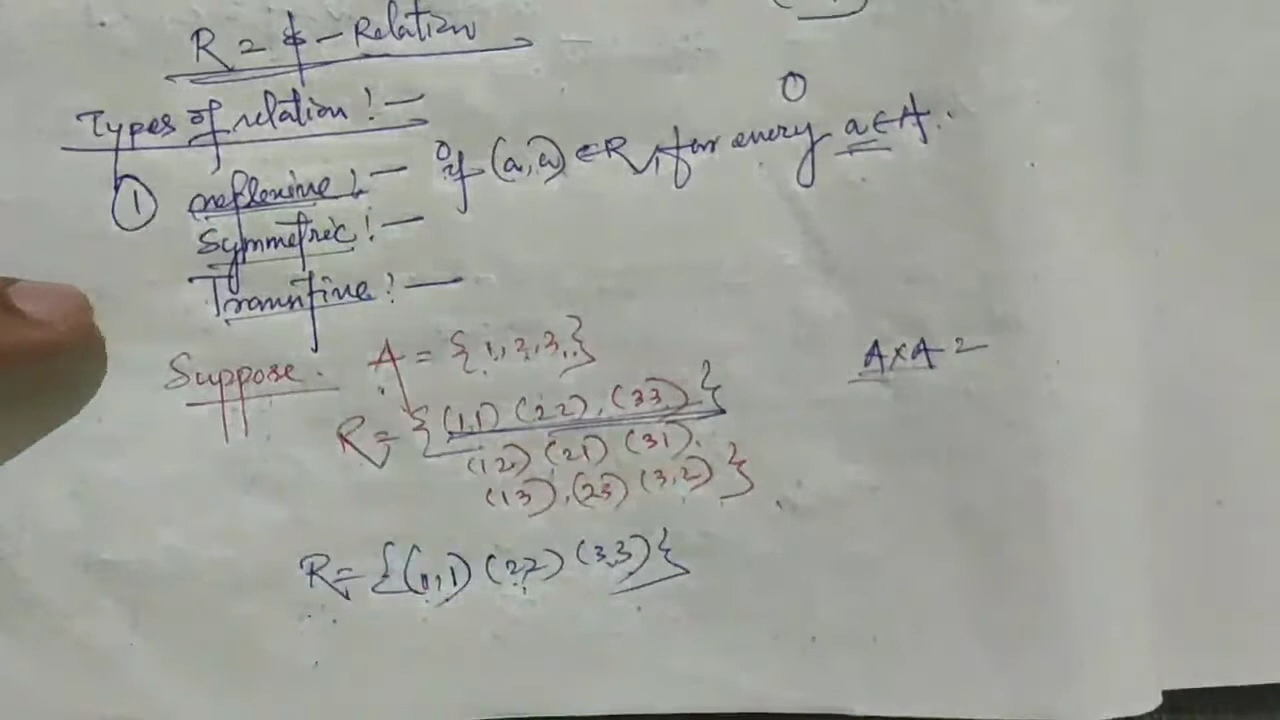 R = ϕ - Relation
Types of relation :-
① reflexive :- if (a, a) ∈ R, for every a ∈ A.
Symmetric :-
Transitive :-
Suppose. A = {1, 2, 3,}
A×A =
R = {(1,1) (2 2), (3 3) }
(1 2) (2 1) (3 1).
(1 3), (2 3) (3,2) }
R = {(1,1) (2,2) (3,3)}